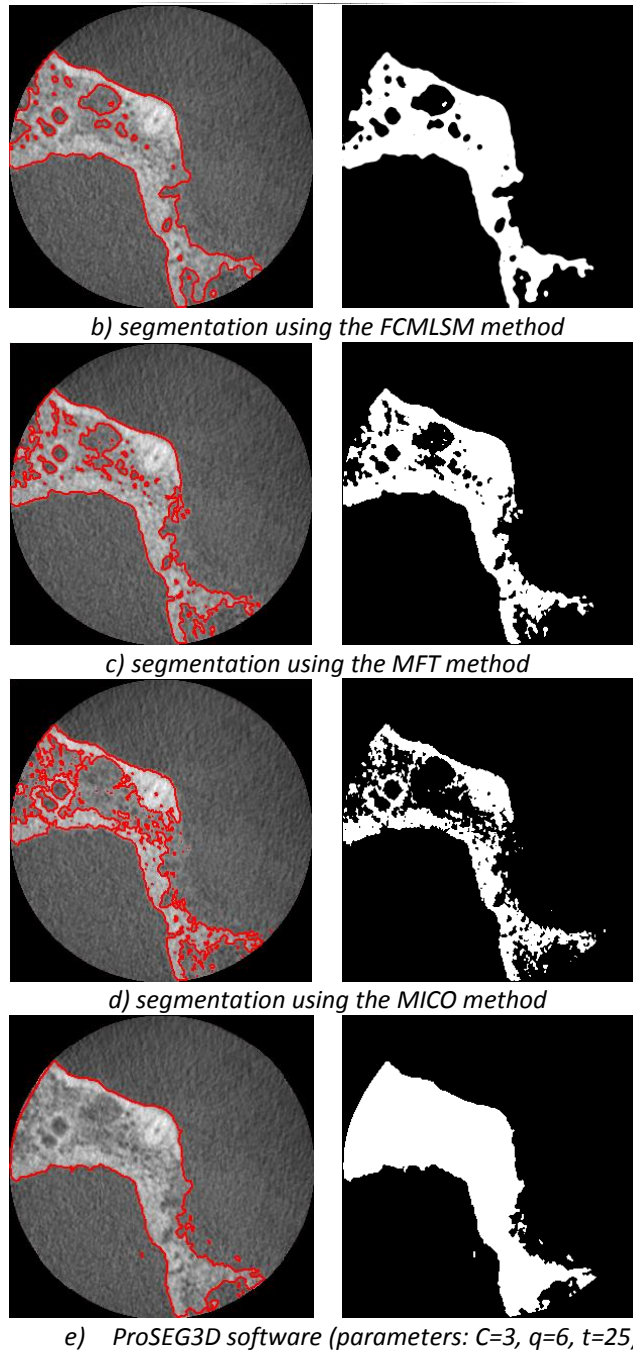 b) segmentation using the FCMLSM method
c) segmentation using the MFT method
d) segmentation using the MICO method
e) ProSEG3D software (parameters: C=3, q=6, t=25,